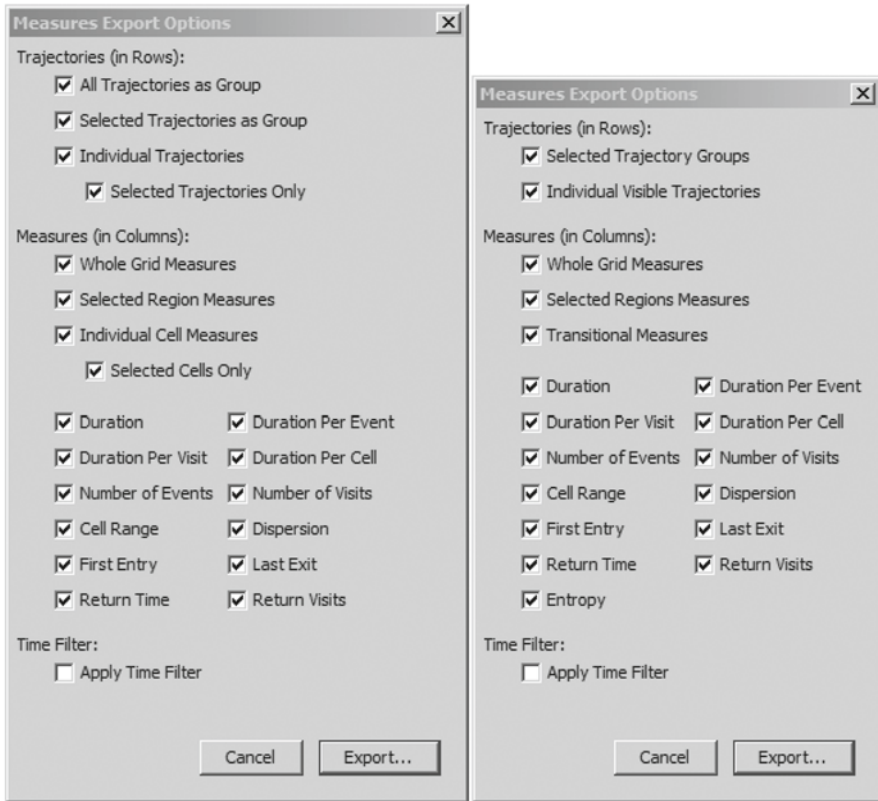 Measures Export Options
Trajectories (in Rows):
All Trajectories as Group
Selected Trajectories as Group
Individual Trajectories
Selected Trajectories Only
Measures (in Columns):
Whole Grid Measures
Selected Region Measures
Individual Cell Measures
Selected Cells Only
Duration Duration Per Event
Duration Per Visit Duration Per Cell
Number of Events Number of Visits
Cell Range Dispersion
First Entry Last Exit
Return Time Return Visits
Time Filter:
Apply Time Filter
Cancel Export...
Measures Export Options
Trajectories (in Rows):
Selected Trajectory Groups
Individual Visible Trajectories
Measures (in Columns):
Whole Grid Measures
Selected Regions Measures
Transitional Measures
Duration Duration Per Event
Duration Per Visit Duration Per Cell
Number of Events Number of Visits
Cell Range Dispersion
First Entry Last Exit
Return Time Return Visits
Entropy
Time Filter:
Apply Time Filter
Cancel Export...